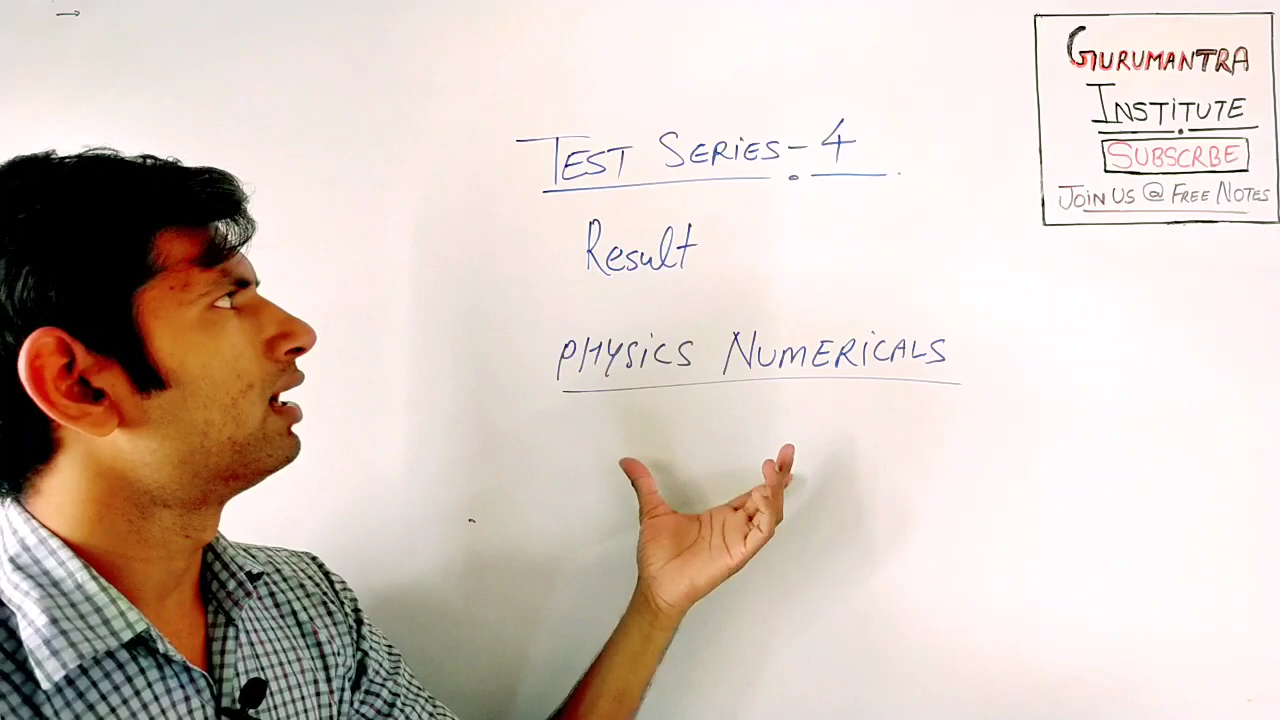 TEST SERIES-4
Result
PHYSICS NUMERICALS
GURUMANTRA
INSTITUTE
SUBSCRBE
JOIN US @ FREE NOTES